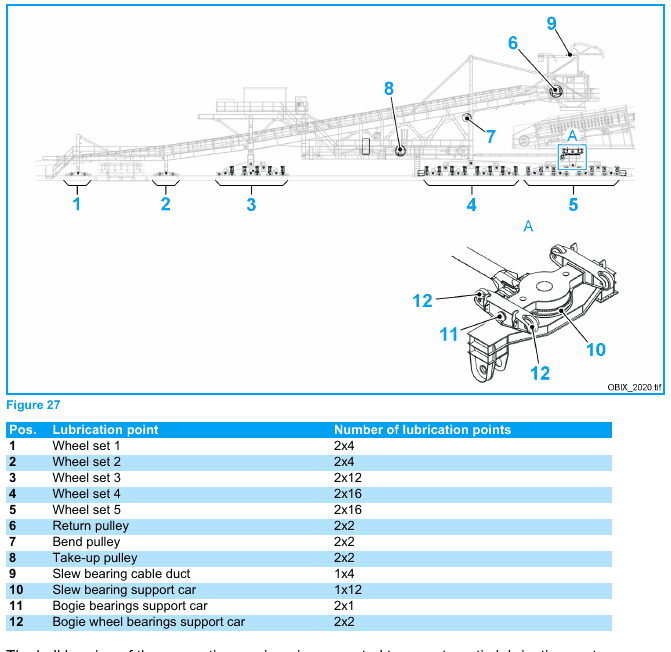 9
6
8
7
A
1
2
3
4
5
A
12
11
10
12
OBIX_2020.tif
Figure 27
Pos. Lubrication point Number of lubrication points
1 Wheel set 1 2x4
2 Wheel set 2 2x4
3 Wheel set 3 2x12
4 Wheel set 4 2x16
5 Wheel set 5 2x16
6 Return pulley 2x2
7 Bend pulley 2x2
8 Take-up pulley 2x2
9 Slew bearing cable duct 1x4
10 Slew bearing support car 1x12
11 Bogie bearings support car 2x1
12 Bogie wheel bearings support car 2x2